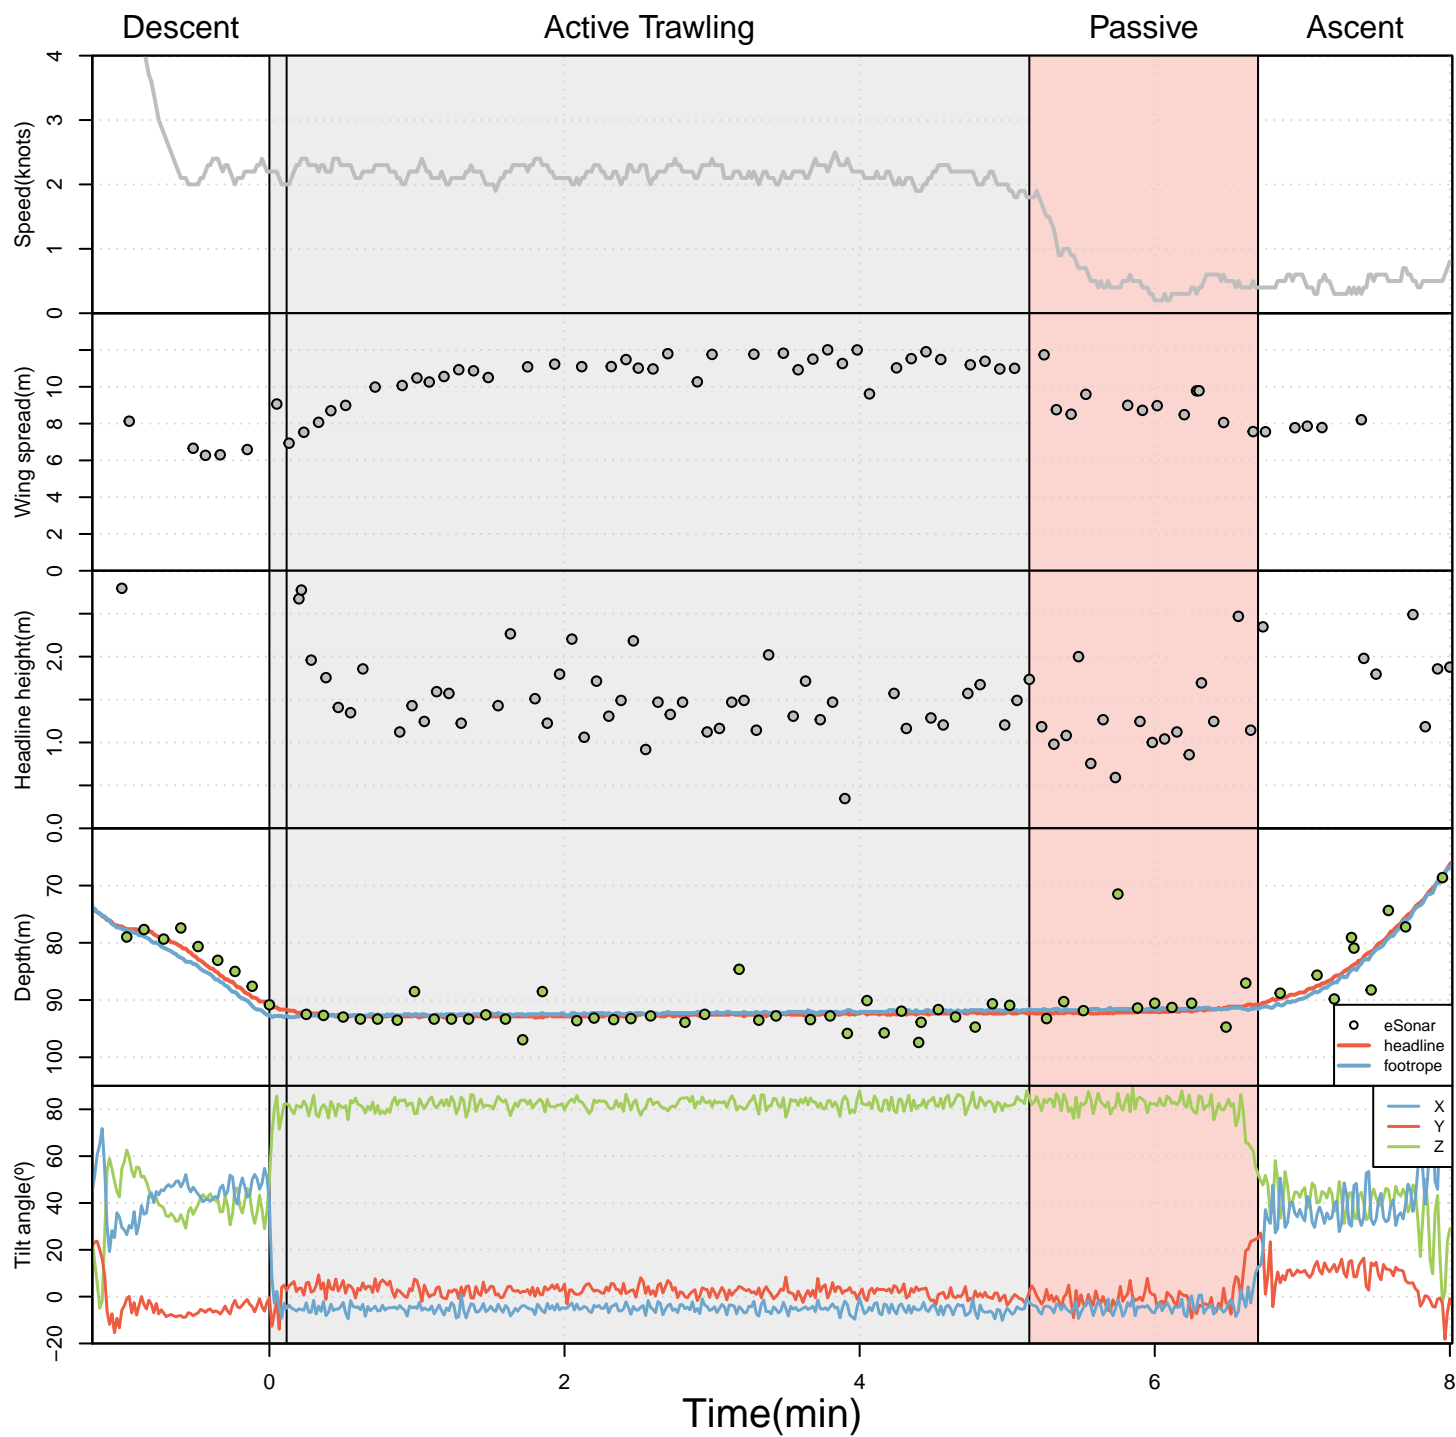 Descent Active Trawling Passive Ascent
Speed(knots)
4
3
2
1
0
Wing spread(m)
10
8
6
4
2
0
Headline height(m)
2.0
1.0
0.0
Depth(m)
70
80
90
100
eSonar
headline
footrope
Tilt angle(º)
80
60
40
20
0
−20
X
Y
Z
0 2 4 6 8
Time(min)